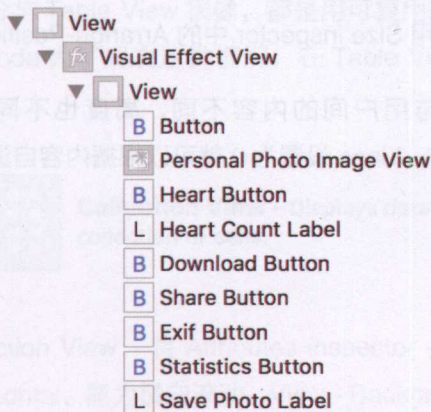 View
fx Visual Effect View
View
B Button
Personal Photo Image View
B Heart Button
L Heart Count Label
B Download Button
B Share Button
B Exif Button
B Statistics Button
L Save Photo Label